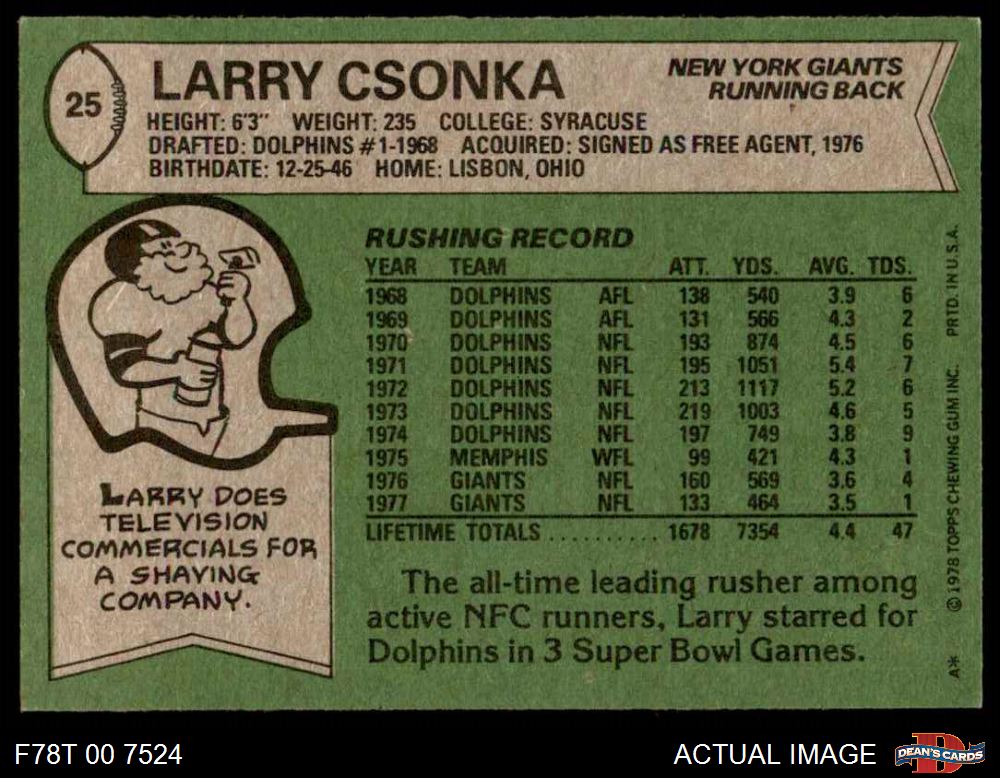 25
LARRY CSONKA
NEW YORK GIANTS
RUNNING BACK
HEIGHT: 6'3" WEIGHT: 235 COLLEGE: SYRACUSE
DRAFTED: DOLPHINS #1-1968 ACQUIRED: SIGNED AS FREE AGENT, 1976
BIRTHDATE: 12-25-46 HOME: LISBON, OHIO
RUSHING RECORD
YEAR TEAM ATT. YDS. AVG. TDS.
1968 DOLPHINS AFL 138 540 3.9 6
1969 DOLPHINS AFL 131 566 4.3 2
1970 DOLPHINS NFL 193 874 4.5 6
1971 DOLPHINS NFL 195 1051 5.4 7
1972 DOLPHINS NFL 213 1117 5.2 6
1973 DOLPHINS NFL 219 1003 4.6 5
1974 DOLPHINS NFL 197 749 3.8 9
1975 MEMPHIS WFL 99 421 4.3 1
1976 GIANTS NFL 160 569 3.6 4
1977 GIANTS NFL 133 464 3.5 1
LIFETIME TOTALS .......... 1678 7354 4.4 47
LARRY DOES
TELEVISION
COMMERCIALS FOR
A SHAVING
COMPANY.
The all-time leading rusher among
active NFC runners, Larry starred for
Dolphins in 3 Super Bowl Games.
A* © 1978 TOPPS CHEWING GUM INC. PRTD. IN U.S.A.
F78T 00 7524
ACTUAL IMAGE
D
DEAN'S CARDS